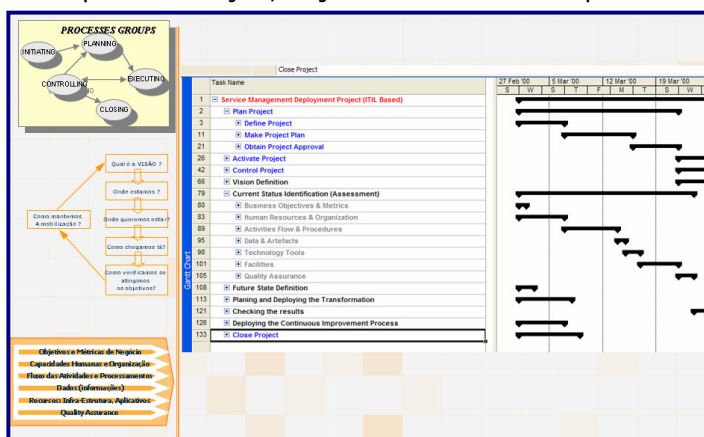 PROCESSES GROUPS
INITIATING
PLANNING
CONTROLLING
EXECUTING
CLOSING
Qual é a VISÃO ?
Onde estamos ?
Onde queremos estar?
Como mantemos
A mobilização ?
Como chegamos lá?
Como verificamos se
atingimos
os objetivos?
Objetivos e Métricas de Negócio
Capacidades Humanas e Organização
Fluxo das Atividades e Processamentos
Dados (informações)
Recursos: Infra-Estrutura, Aplicativos
Quality Assurance
Close Project
Gantt Chart
Task Name
27 Feb '00 5 Mar '00 12 Mar '00 19 Mar '00
S W S T F M T S W
1 Service Management Deployment Project (ITIL Based)
2 Plan Project
3 Define Project
11 Make Project Plan
21 Obtain Project Approval
26 Activate Project
42 Control Project
66 Vision Definition
79 Current Status Identification (Assessment)
80 Business Objectives & Metrics
83 Human Resources & Organization
89 Activities Flow & Procedures
95 Data & Artefacts
98 Technology Tools
101 Facilities
105 Quality Assurance
108 Future State Definition
113 Planing and Deploying the Transformation
121 Checking the results
126 Deploying the Continuous Improvement Process
133 Close Project